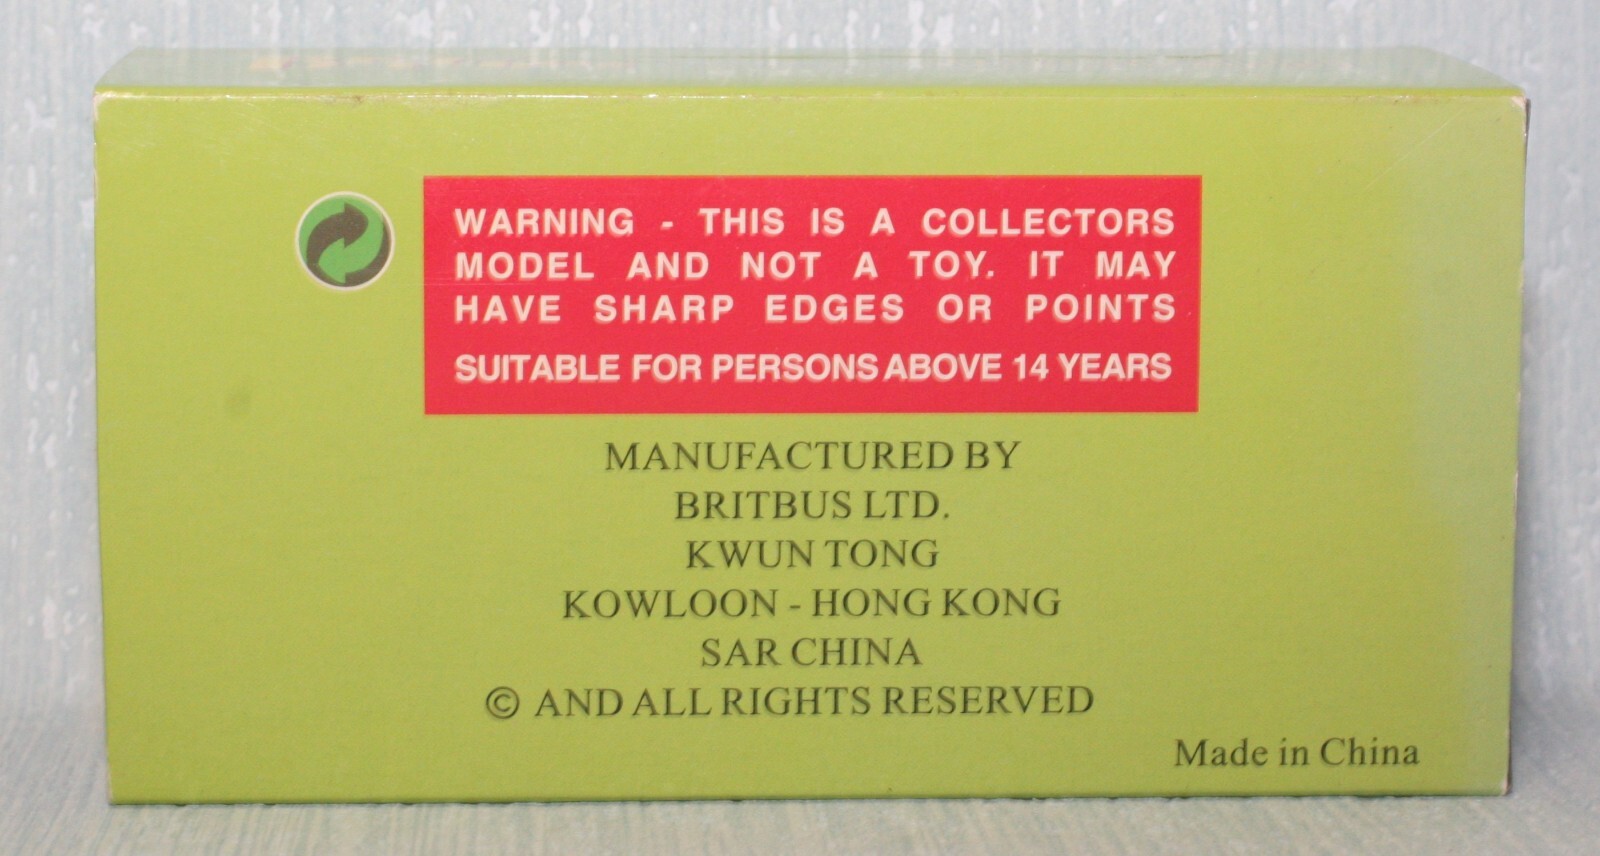 WARNING - THIS IS A COLLECTORS
MODEL AND NOT A TOY. IT MAY
HAVE SHARP EDGES OR POINTS
SUITABLE FOR PERSONS ABOVE 14 YEARS
MANUFACTURED BY
BRITBUS LTD.
KWUN TONG
KOWLOON - HONG KONG
SAR CHINA
© AND ALL RIGHTS RESERVED
Made in China